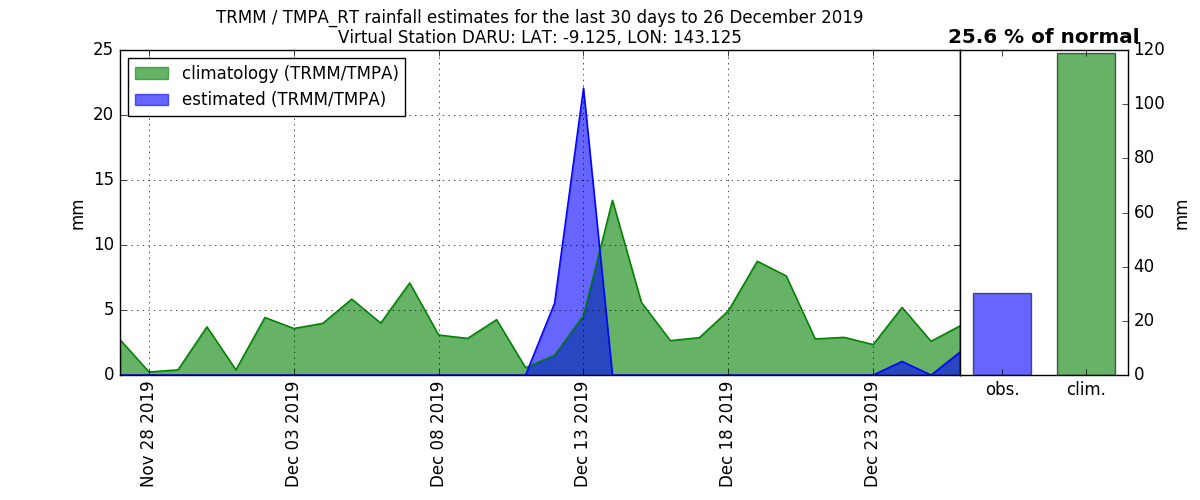 TRMM / TMPA_RT rainfall estimates for the last 30 days to 26 December 2019
Virtual Station DARU: LAT: -9.125, LON: 143.125
25.6 % of normal
climatology (TRMM/TMPA)
estimated (TRMM/TMPA)
25
20
15
10
5
0
mm
Nov 28 2019
Dec 03 2019
Dec 08 2019
Dec 13 2019
Dec 18 2019
Dec 23 2019
obs.
clim.
120
100
80
60
40
20
0
mm